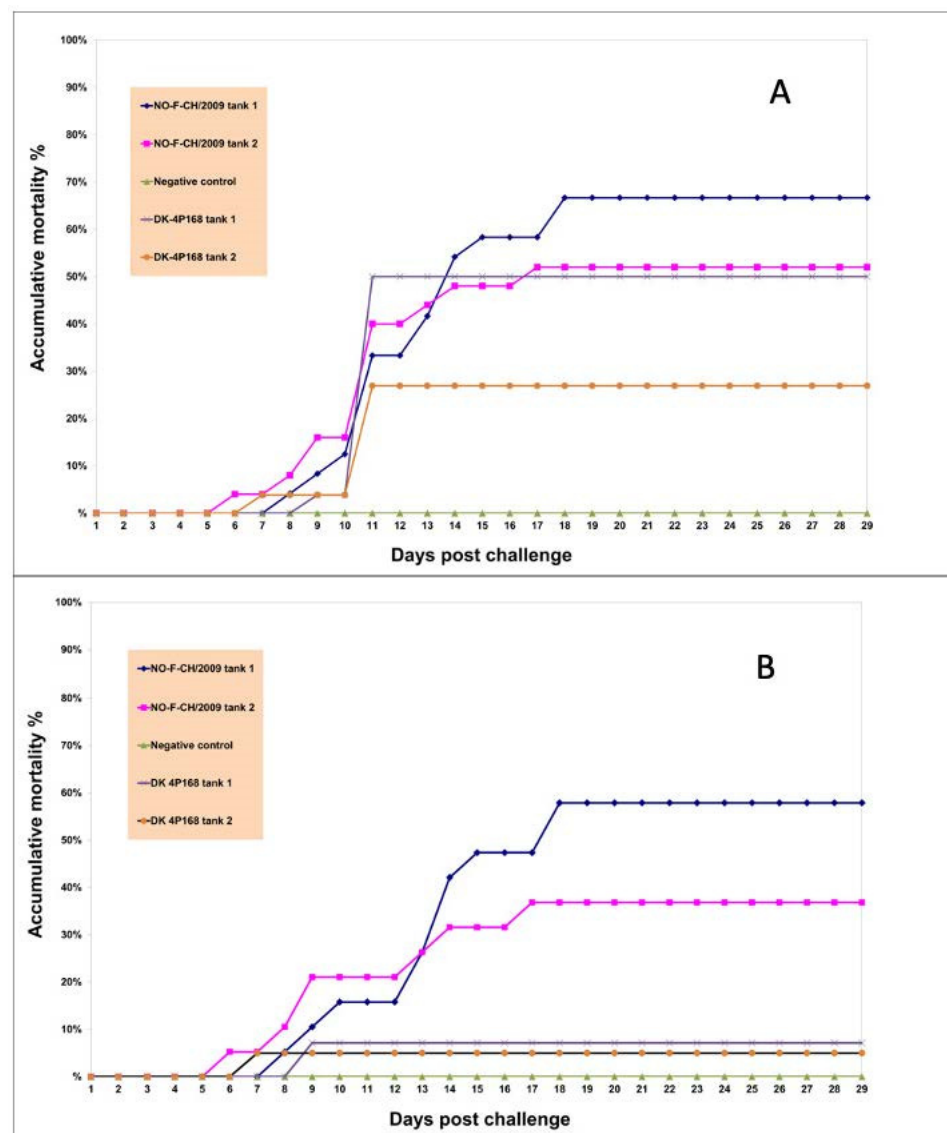 100%
90%
80%
70%
60%
50%
40%
30%
20%
10%
%
Accumulative mortality %
A
NO-F-CH/2009 tank 1
NO-F-CH/2009 tank 2
Negative control
DK-4P168 tank 1
DK-4P168 tank 2
1 2 3 4 5 6 7 8 9 10 11 12 13 14 15 16 17 18 19 20 21 22 23 24 25 26 27 28 29
Days post challenge
100%
90%
80%
70%
60%
50%
40%
30%
20%
10%
%
Accumulative mortality %
B
NO-F-CH/2009 tank 1
NO-F-CH/2009 tank 2
Negative control
DK 4P168 tank 1
DK 4P168 tank 2
1 2 3 4 5 6 7 8 9 10 11 12 13 14 15 16 17 18 19 20 21 22 23 24 25 26 27 28 29
Days post challenge